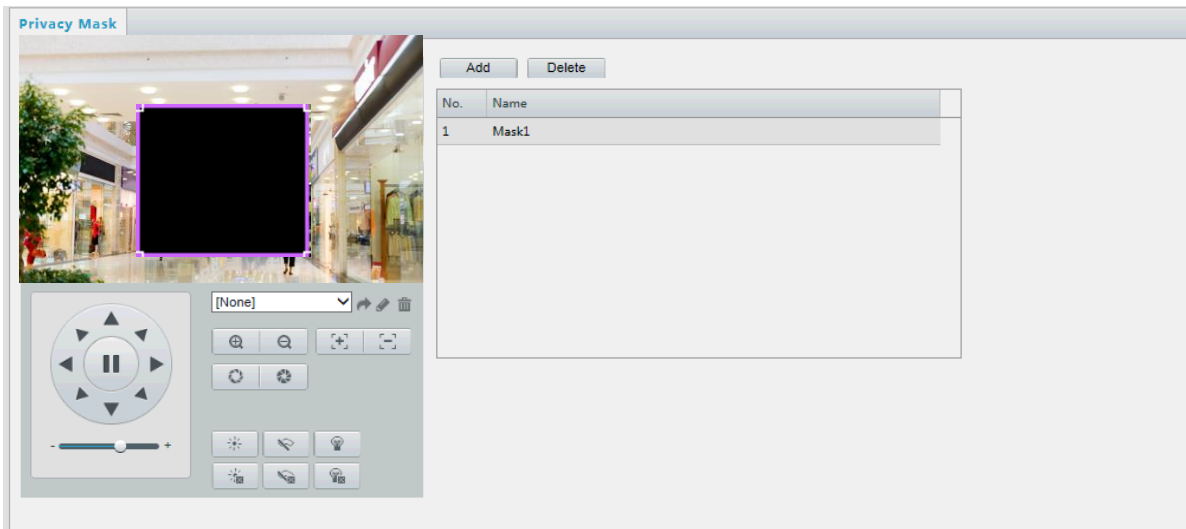 Privacy Mask
Add
Delete
No.
Name
1
Mask1
[None]
-
+